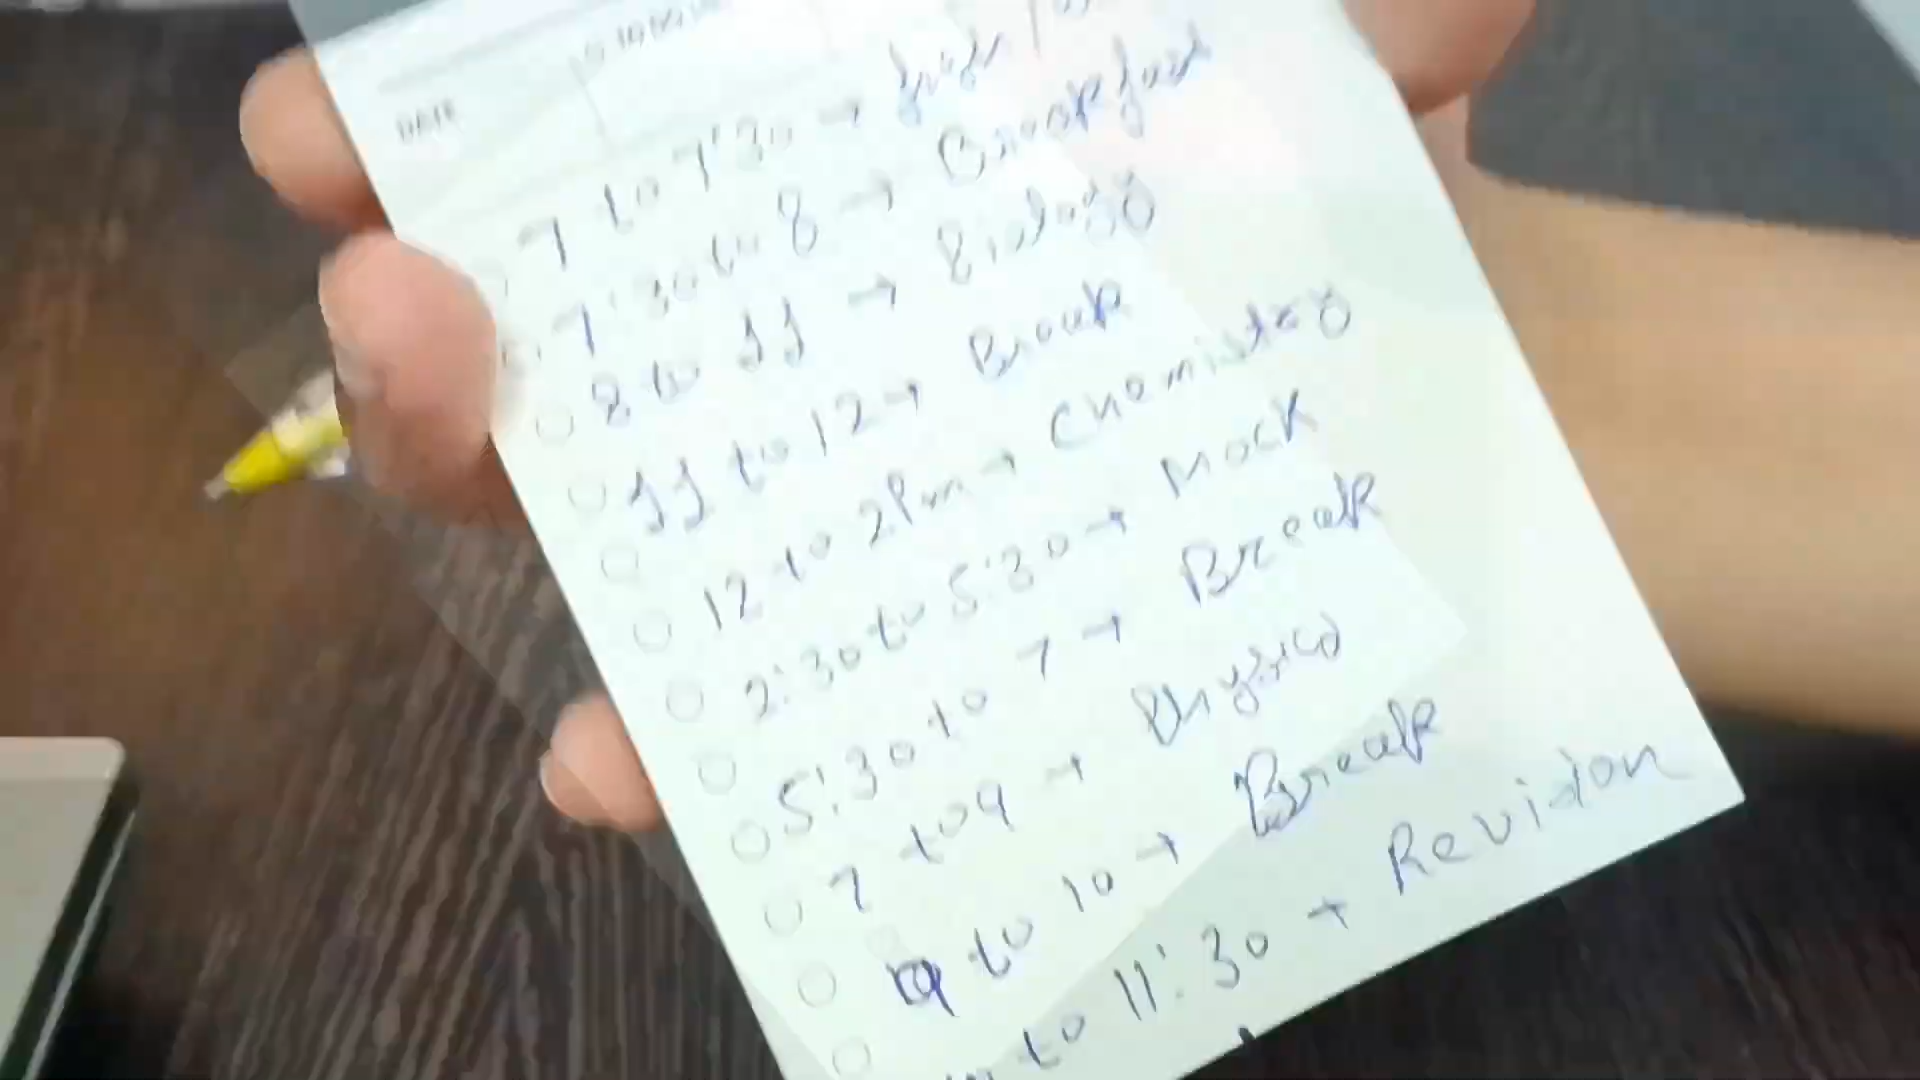 DATE
7 to 7:30 →
7:30 to 8 → Breakfast
8 to 11 → Biology
11 to 12 → Break
12 to 2 Pm → Chemistry
2:30 to 5:30 → Mock
5:30 to 7 → Break
7 to 9 → Physics
9 to 10 → Break
to 11:30 → Revision